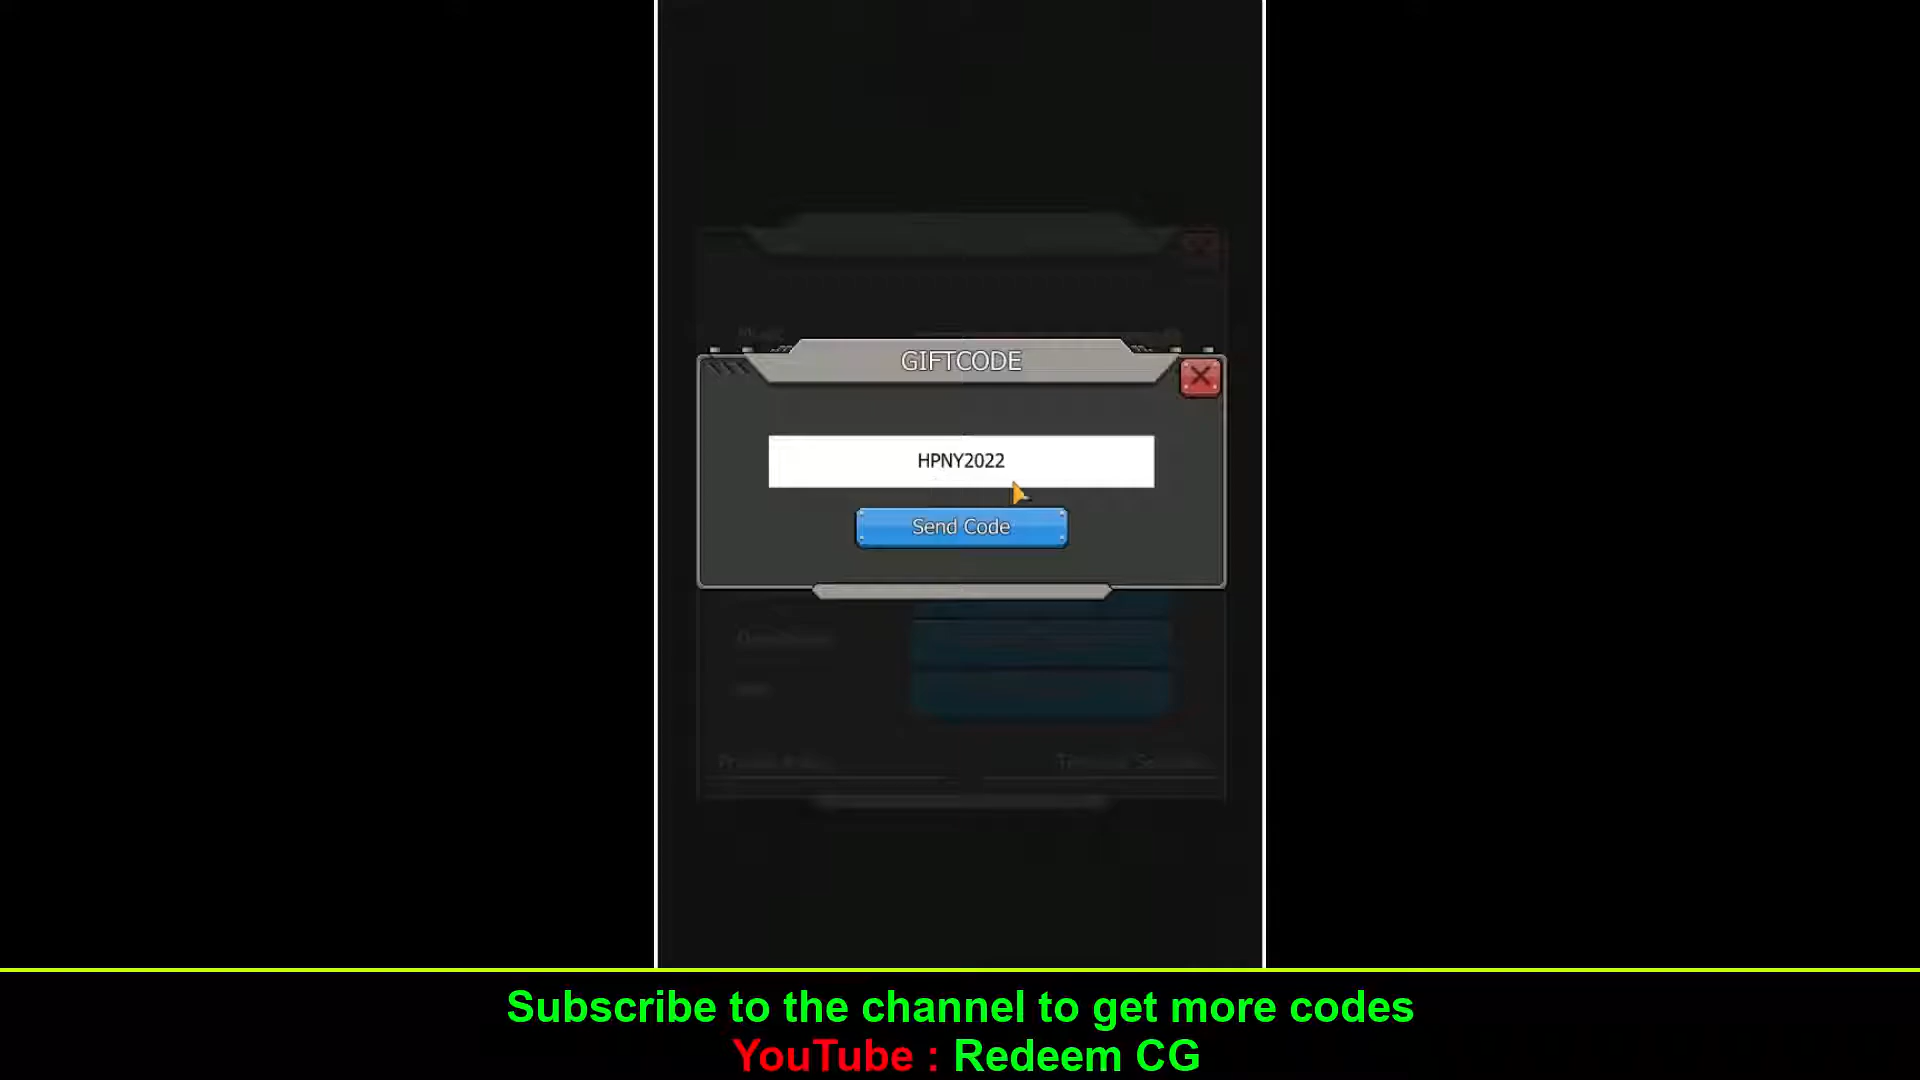 GIFTCODE
HPNY2022
Send Code
Subscribe to the channel to get more codes
YouTube : Redeem CG